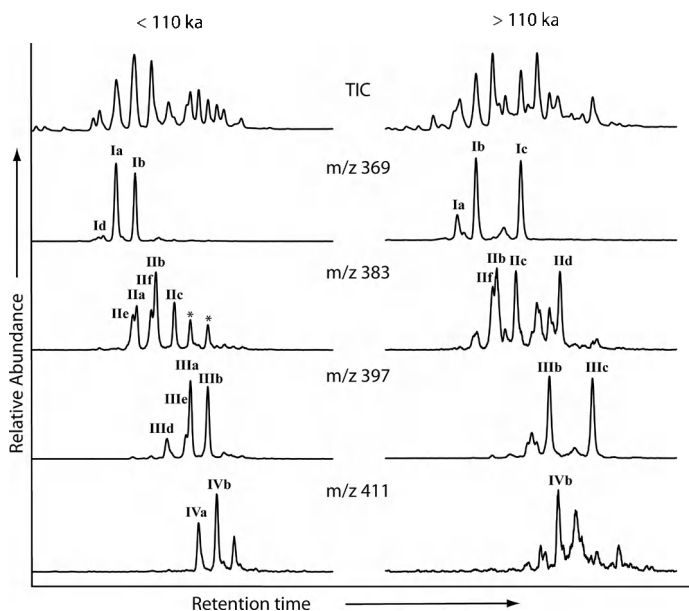 < 110 ka > 110 ka
TIC
m/z 369
Ia Ib Id
Ib Ic Ia
m/z 383
IIb IIf IIa IIe IIc * *
IIb IIc IId IIf
m/z 397
IIIa IIIb IIIe IIId
IIIb IIIc
m/z 411
IVb IVa
IVb
Relative Abundance
Retention time